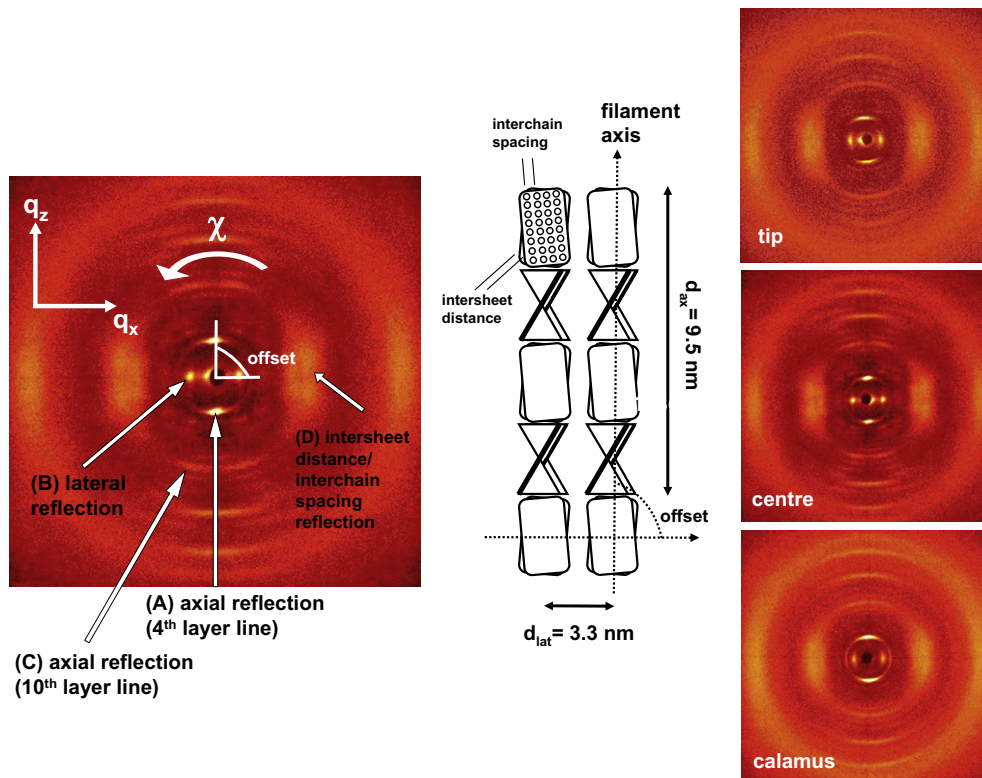 q_z
χ
q_x
offset
(B) lateral
reflection
(D) intersheet
distance/
interchain
spacing
reflection
(A) axial reflection
(4th layer line)
(C) axial reflection
(10th layer line)
interchain
spacing
filament
axis
intersheet
distance
d_ax= 9.5 nm
offset
d_lat= 3.3 nm
tip
centre
calamus